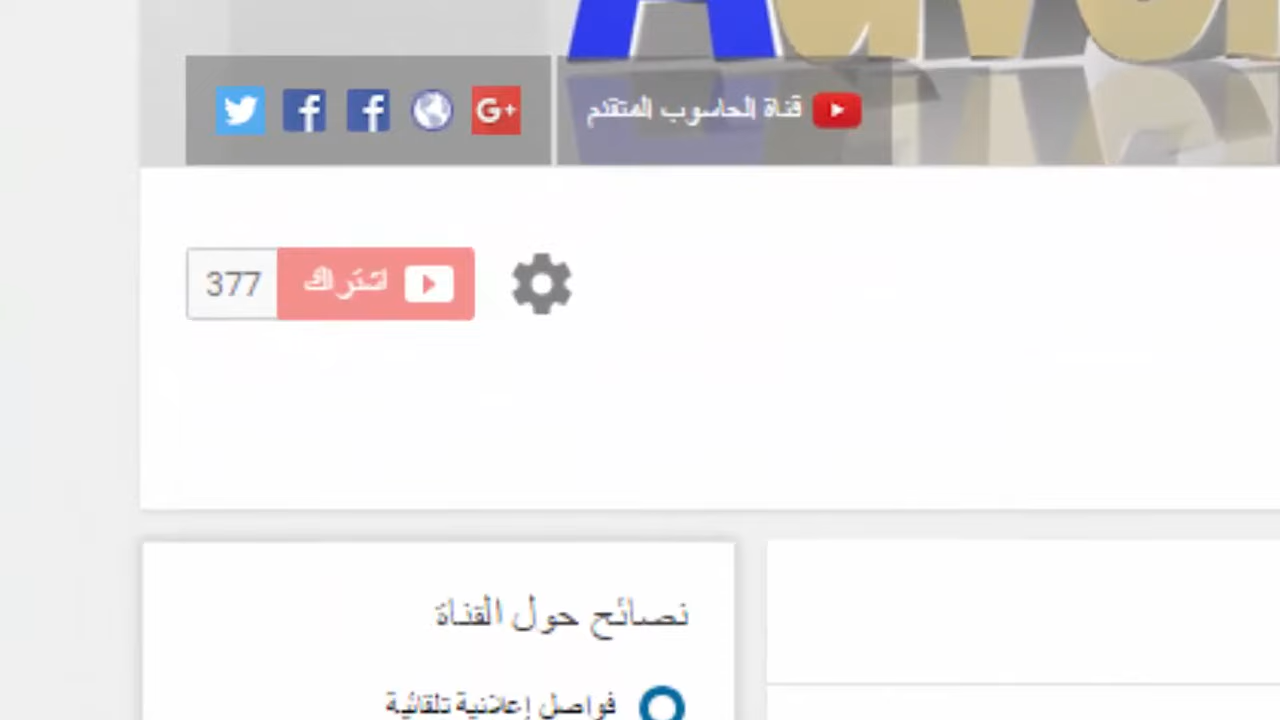 قناة الحاسوب المتقدم
G+
اشتراك 377
نصائح حول القناة
فواصل إعلانية تلقائية